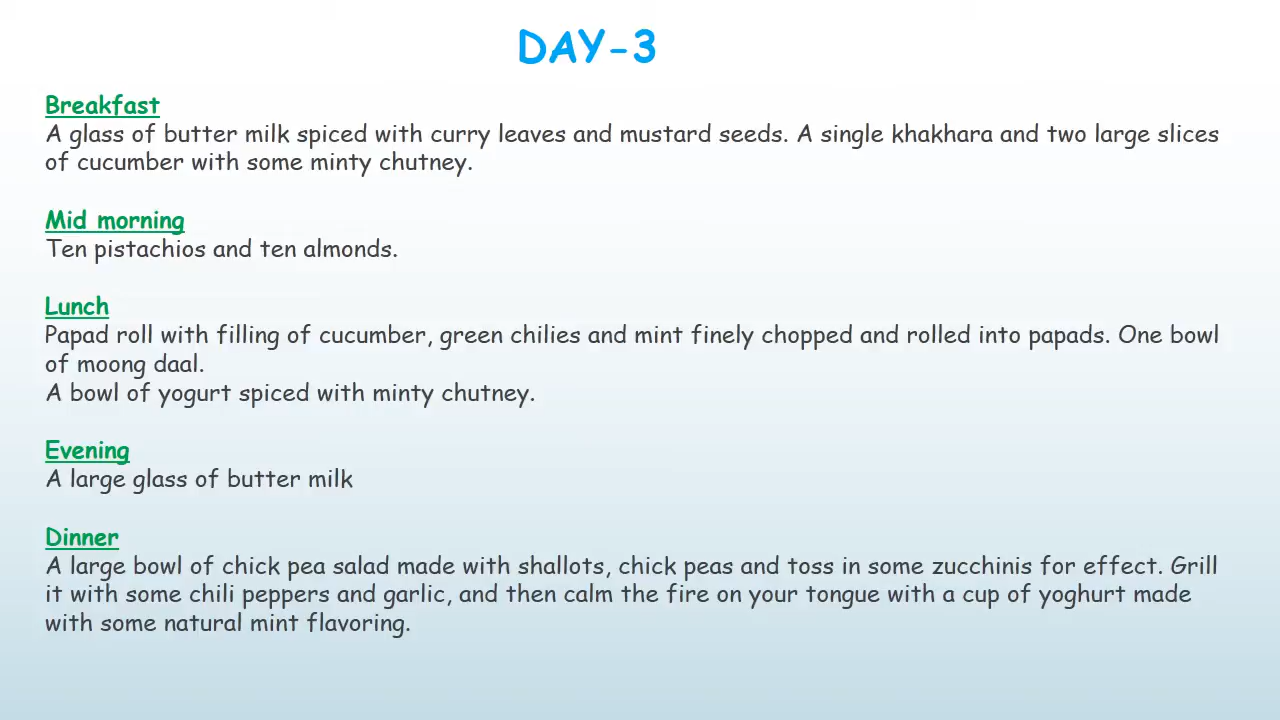 DAY-3
Breakfast
A glass of butter milk spiced with curry leaves and mustard seeds. A single khakhara and two large slices
of cucumber with some minty chutney.
Mid morning
Ten pistachios and ten almonds.
Lunch
Papad roll with filling of cucumber, green chilies and mint finely chopped and rolled into papads. One bowl
of moong daal.
A bowl of yogurt spiced with minty chutney.
Evening
A large glass of butter milk
Dinner
A large bowl of chick pea salad made with shallots, chick peas and toss in some zucchinis for effect. Grill
it with some chili peppers and garlic, and then calm the fire on your tongue with a cup of yoghurt made
with some natural mint flavoring.